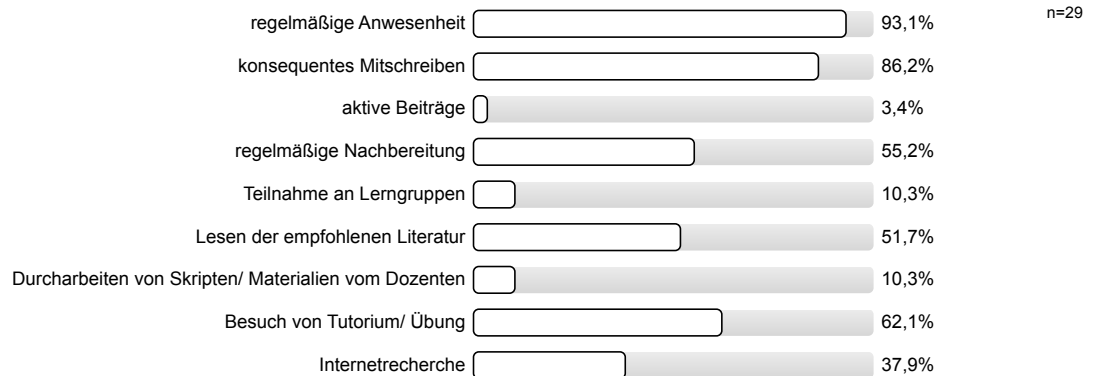 regelmäßige Anwesenheit 93,1% n=29
konsequentes Mitschreiben 86,2%
aktive Beiträge 3,4%
regelmäßige Nachbereitung 55,2%
Teilnahme an Lerngruppen 10,3%
Lesen der empfohlenen Literatur 51,7%
Durcharbeiten von Skripten/ Materialien vom Dozenten 10,3%
Besuch von Tutorium/ Übung 62,1%
Internetrecherche 37,9%